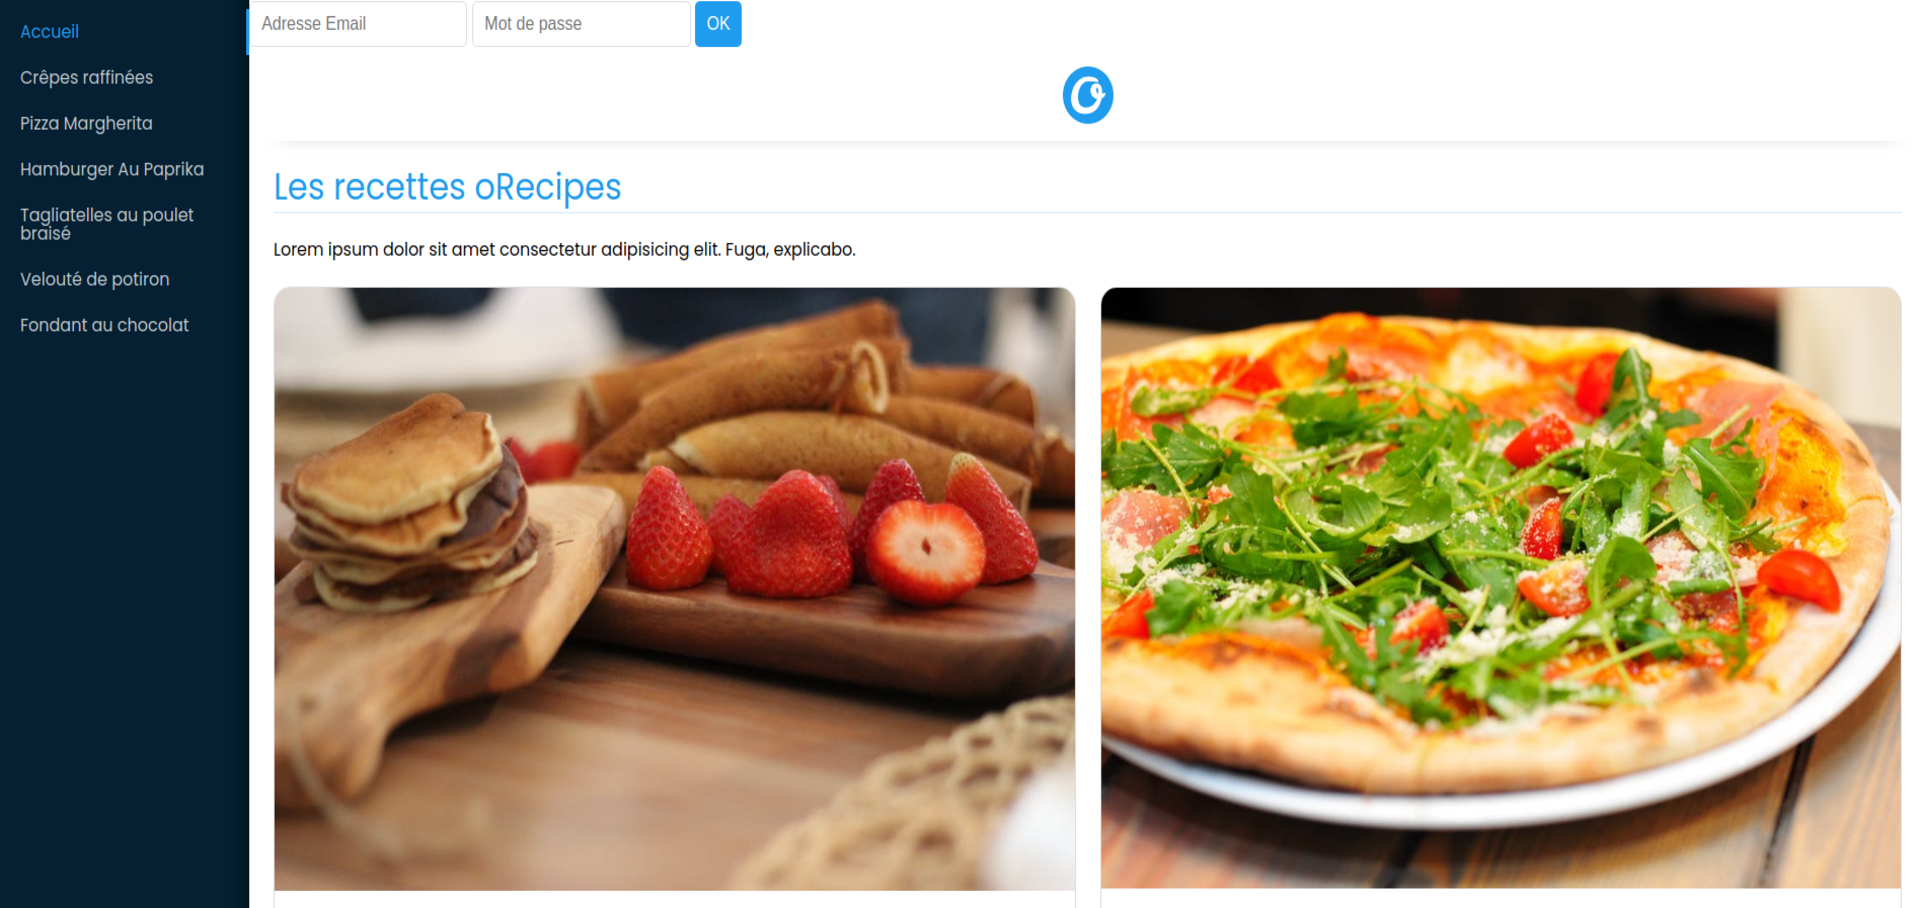 Accueil
Crêpes raffinées
Pizza Margherita
Hamburger Au Paprika
Tagliatelles au poulet
braisé
Velouté de potiron
Fondant au chocolat
Adresse Email
Mot de passe
OK
O
Les recettes oRecipes
Lorem ipsum dolor sit amet consectetur adipisicing elit. Fuga, explicabo.